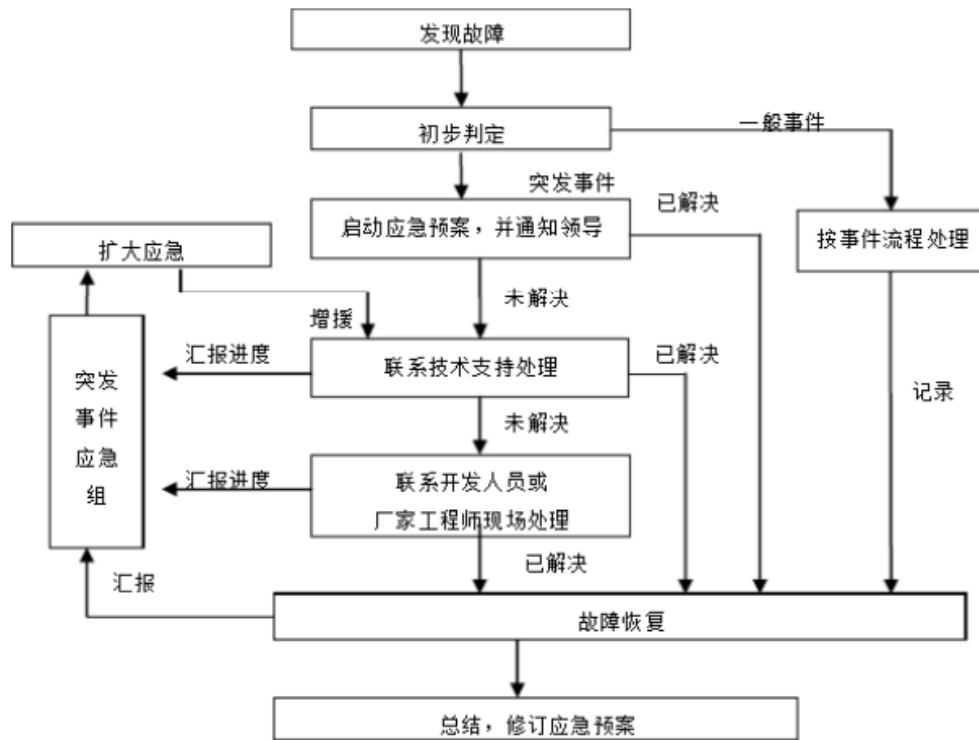 发现故障
初步判定
一般事件
突发事件
已解决
启动应急预案，并通知领导
按事件流程处理
扩大应急
未解决
增援
汇报进度
联系技术支持处理
已解决
突发
事件
应急
组
记录
未解决
汇报进度
联系开发人员或
厂家工程师现场处理
已解决
汇报
故障恢复
总结，修订应急预案